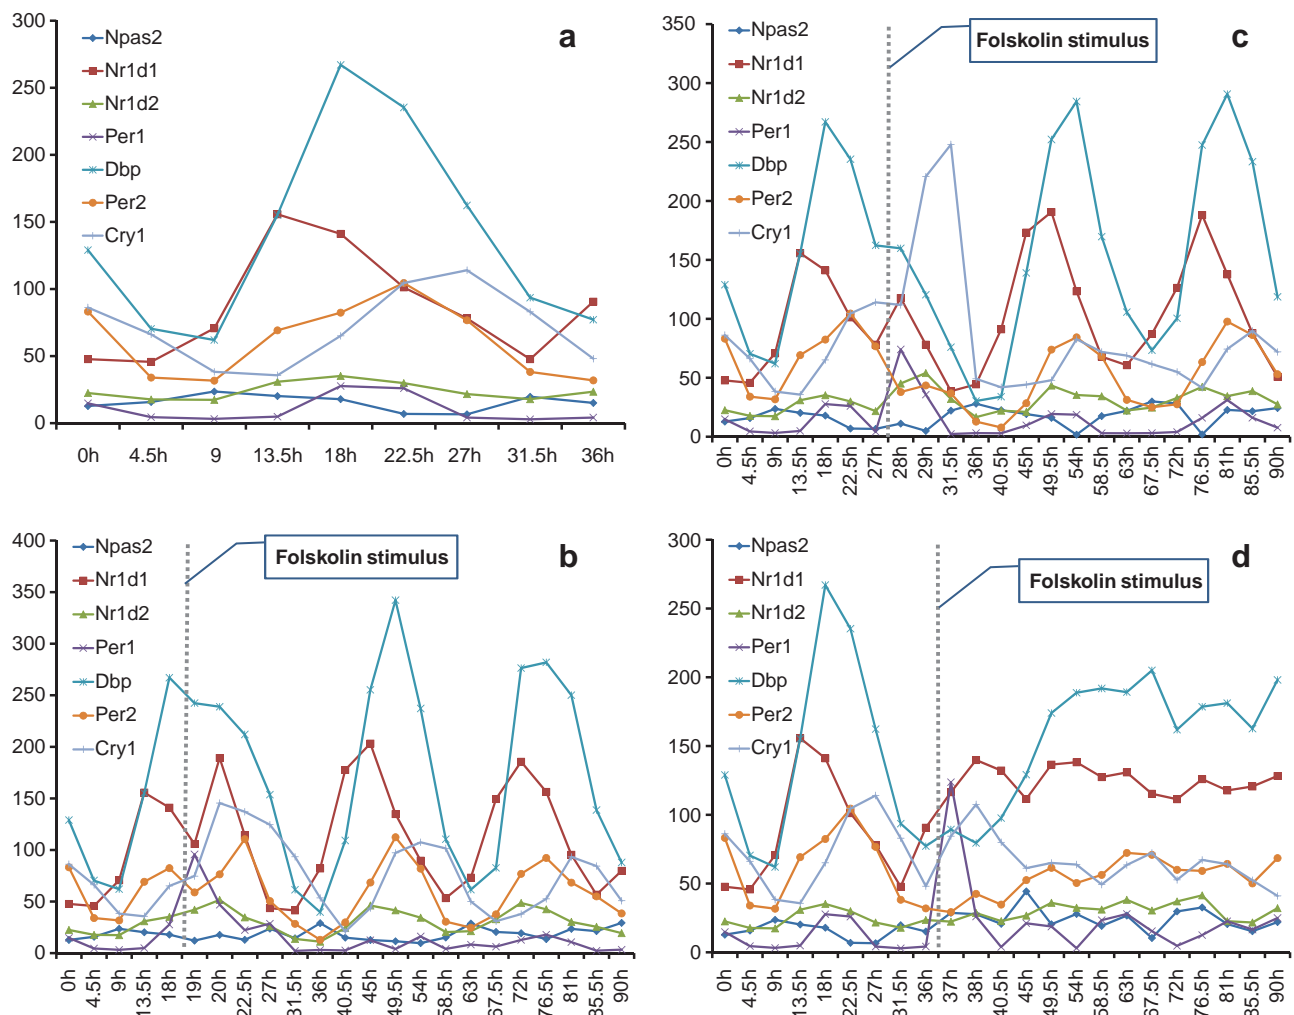 a
300
250
200
150
100
50
0
Npas2
Nr1d1
Nr1d2
Per1
Dbp
Per2
Cry1
0h 4.5h 9 13.5h 18h 22.5h 27h 31.5h 36h
c
Folskolin stimulus
350
300
250
200
150
100
50
0
Npas2
Nr1d1
Nr1d2
Per1
Dbp
Per2
Cry1
0h 4.5h 9h 13.5h 18h 22.5h 27h 28h 29h 31.5h 36h 40.5h 45h 49.5h 54h 58.5h 63h 67.5h 72h 76.5h 81h 85.5h 90h
b
Folskolin stimulus
400
350
300
250
200
150
100
50
0
Npas2
Nr1d1
Nr1d2
Per1
Dbp
Per2
Cry1
0h 4.5h 9h 13.5h 18h 19h 20h 22.5h 27h 31.5h 36h 40.5h 45h 49.5h 54h 58.5h 63h 67.5h 72h 76.5h 81h 85.5h 90h
d
Folskolin stimulus
300
250
200
150
100
50
0
Npas2
Nr1d1
Nr1d2
Per1
Dbp
Per2
Cry1
0h 4.5h 9h 13.5h 18h 22.5h 27h 31.5h 36h 37h 38h 40.5h 45h 49.5h 54h 58.5h 63h 67.5h 72h 76.5h 81h 85.5h 90h